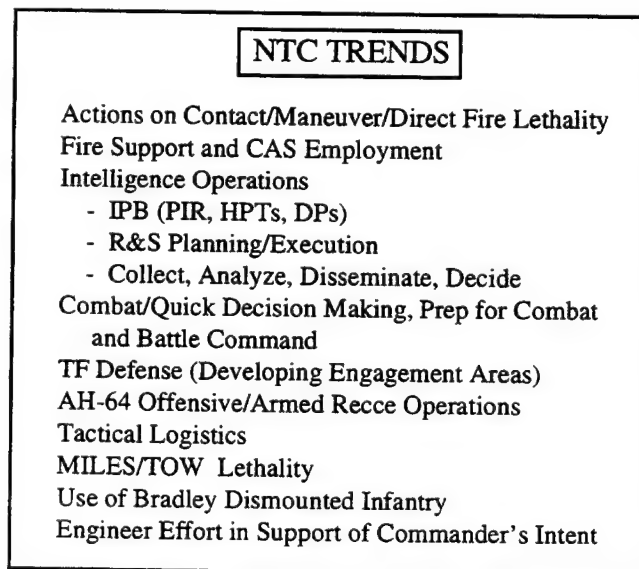 NTC TRENDS
Actions on Contact/Maneuver/Direct Fire Lethality
Fire Support and CAS Employment
Intelligence Operations
- IPB (PIR, HPTs, DPs)
- R&S Planning/Execution
- Collect, Analyze, Disseminate, Decide
Combat/Quick Decision Making, Prep for Combat
and Battle Command
TF Defense (Developing Engagement Areas)
AH-64 Offensive/Armed Recce Operations
Tactical Logistics
MILES/TOW Lethality
Use of Bradley Dismounted Infantry
Engineer Effort in Support of Commander's Intent